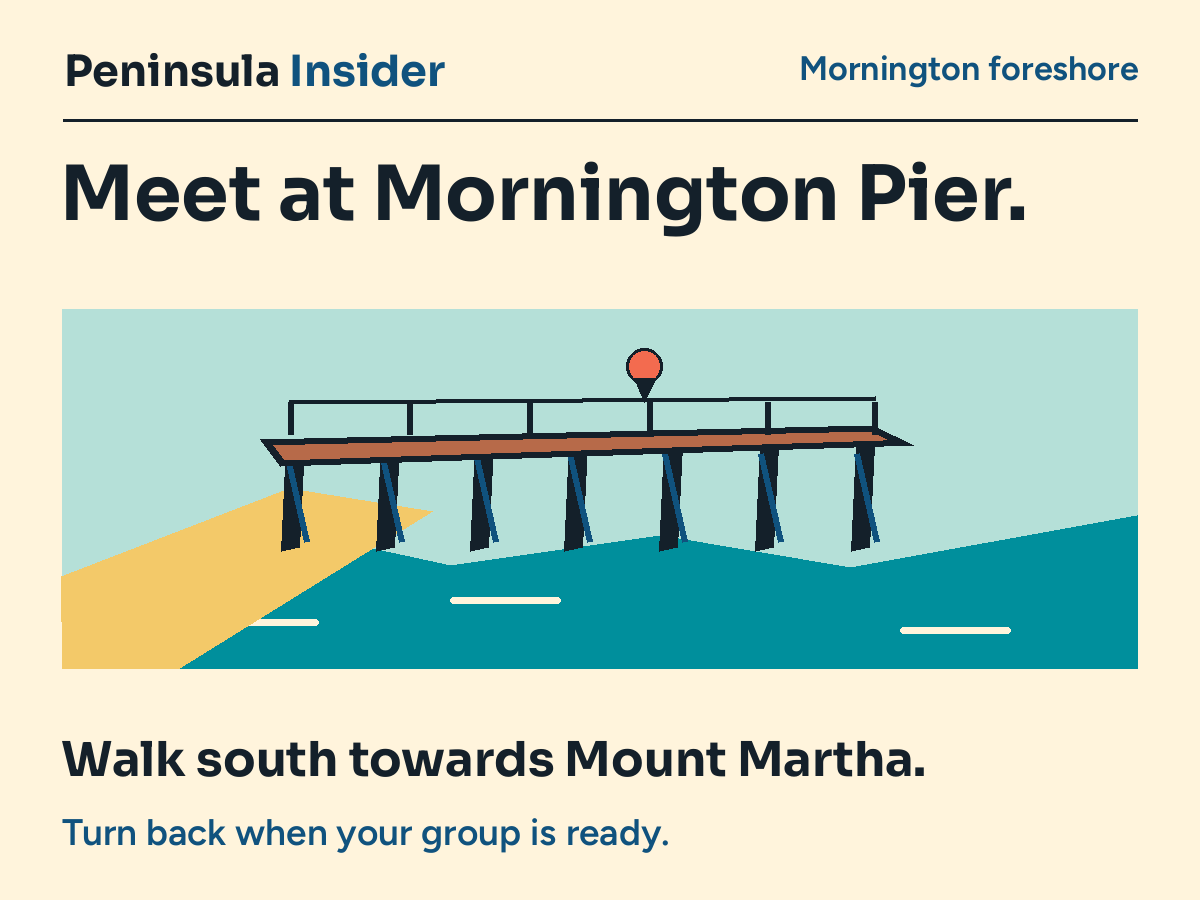 Peninsula Insider
Mornington foreshore
Meet at Mornington Pier.
Walk south towards Mount Martha.
Turn back when your group is ready.